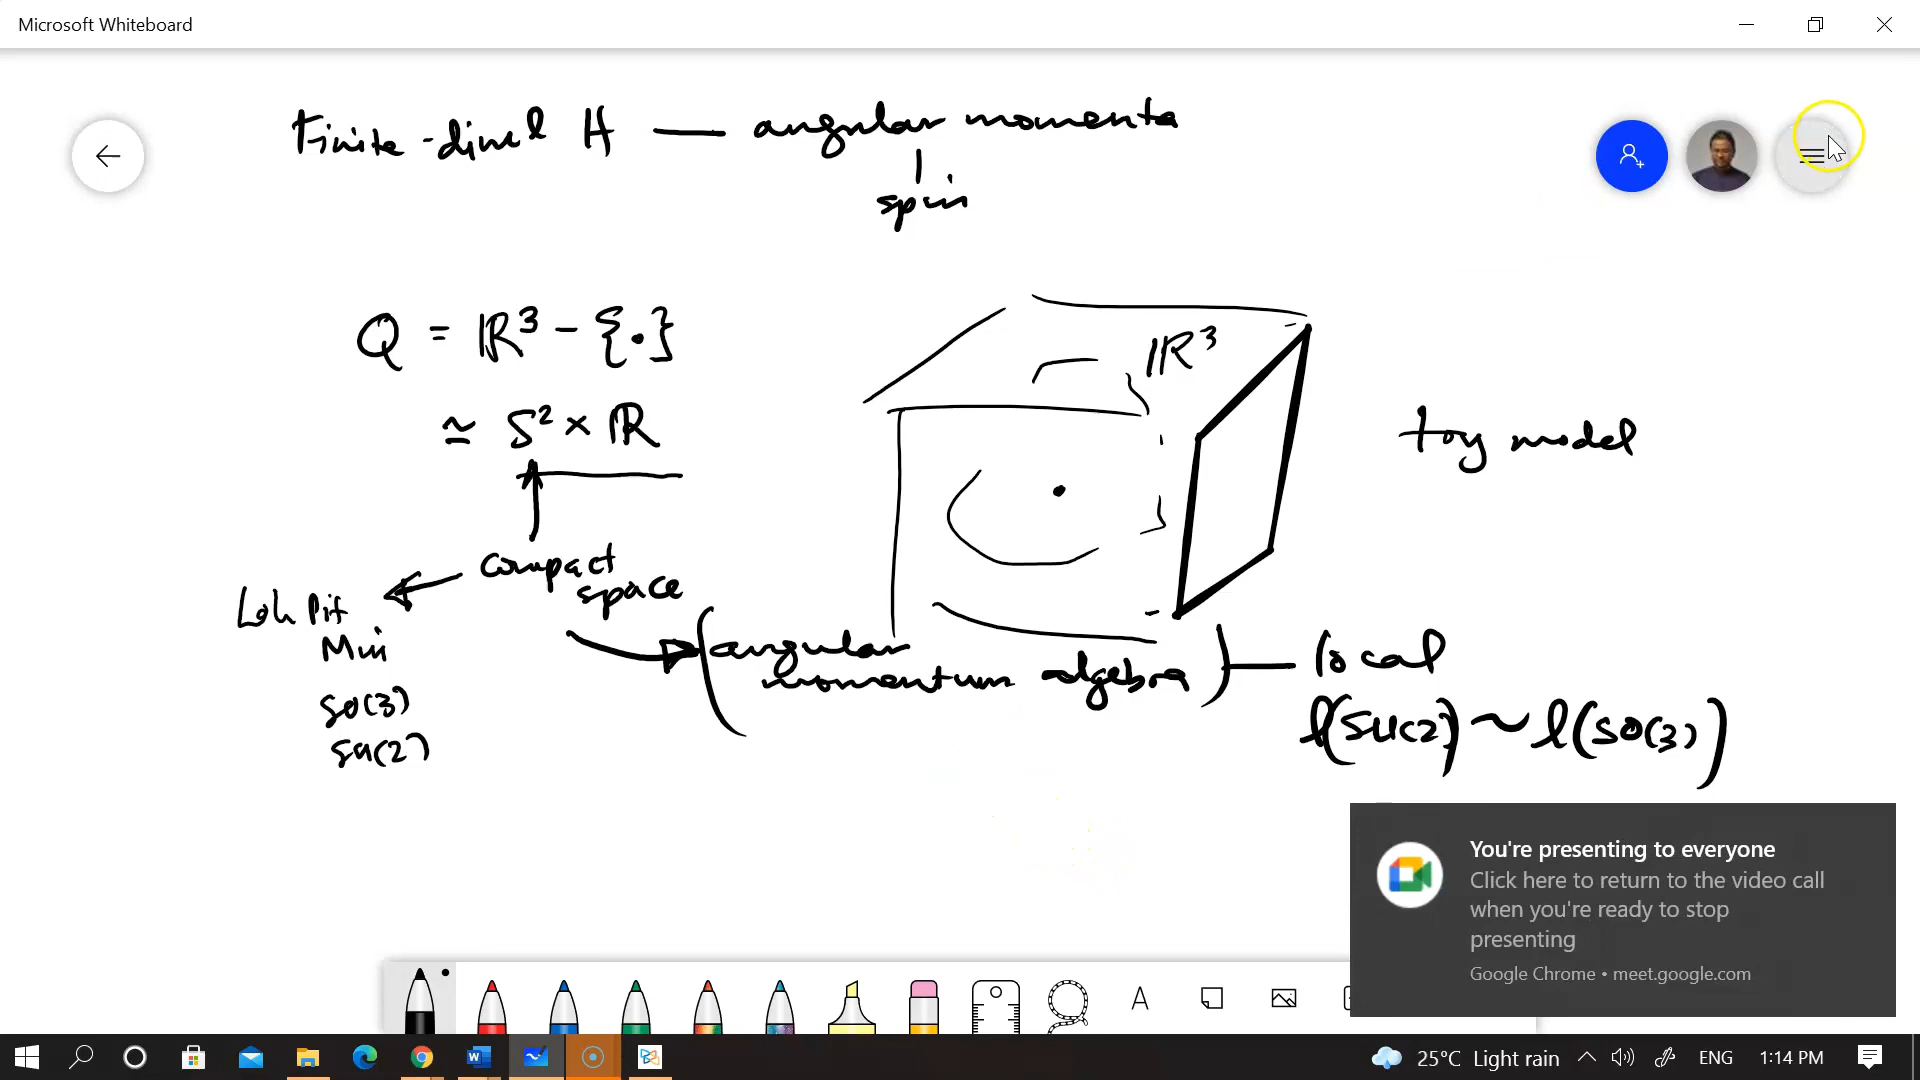 Microsoft Whiteboard
Finite-dim'l H — angular momenta
spin
Q = ℝ³ - {.}
≃ S² × ℝ
ℝ³
toy model
compact
space
Loh Pit
Min
so(3)
su(2)
(angular
momentum algebra) — local
l(SU(2)) ~ l(SO(3))
You're presenting to everyone
Click here to return to the video call
when you're ready to stop
presenting
Google Chrome • meet.google.com
A
25°C Light rain
ENG
1:14 PM